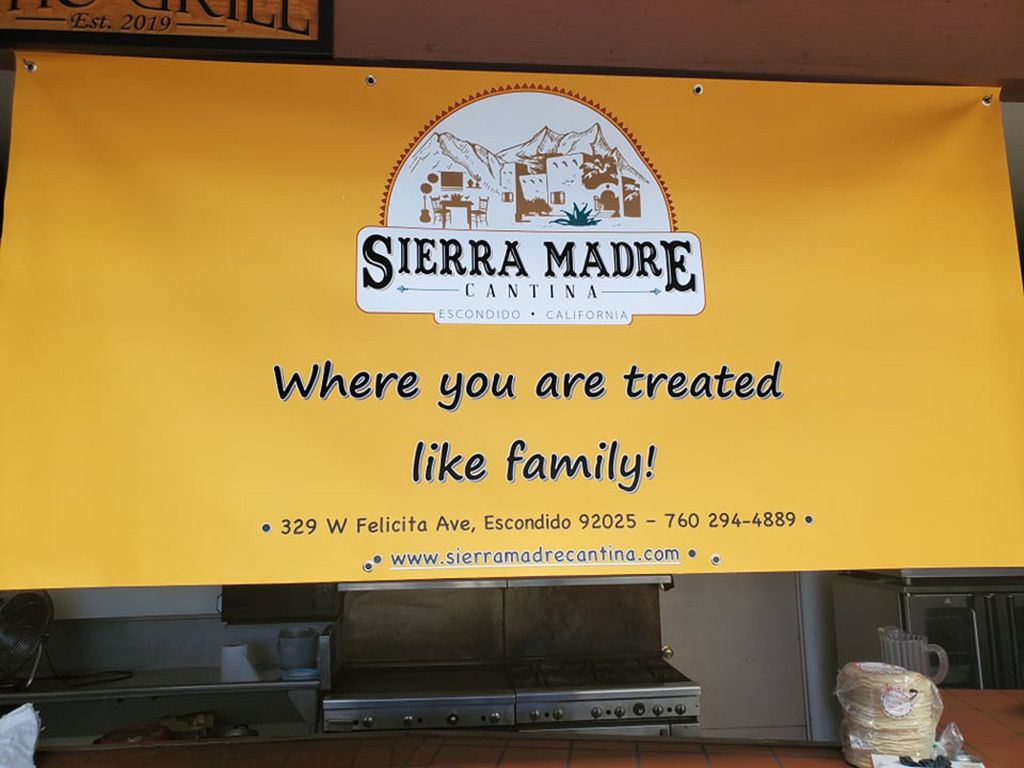 GRILL
Est. 2019
SIERRA MADRE
CANTINA
ESCONDIDO • CALIFORNIA
Where you are treated
like family!
• 329 W Felicita Ave, Escondido 92025 – 760 294-4889 •
• www.sierramadrecantina.com •